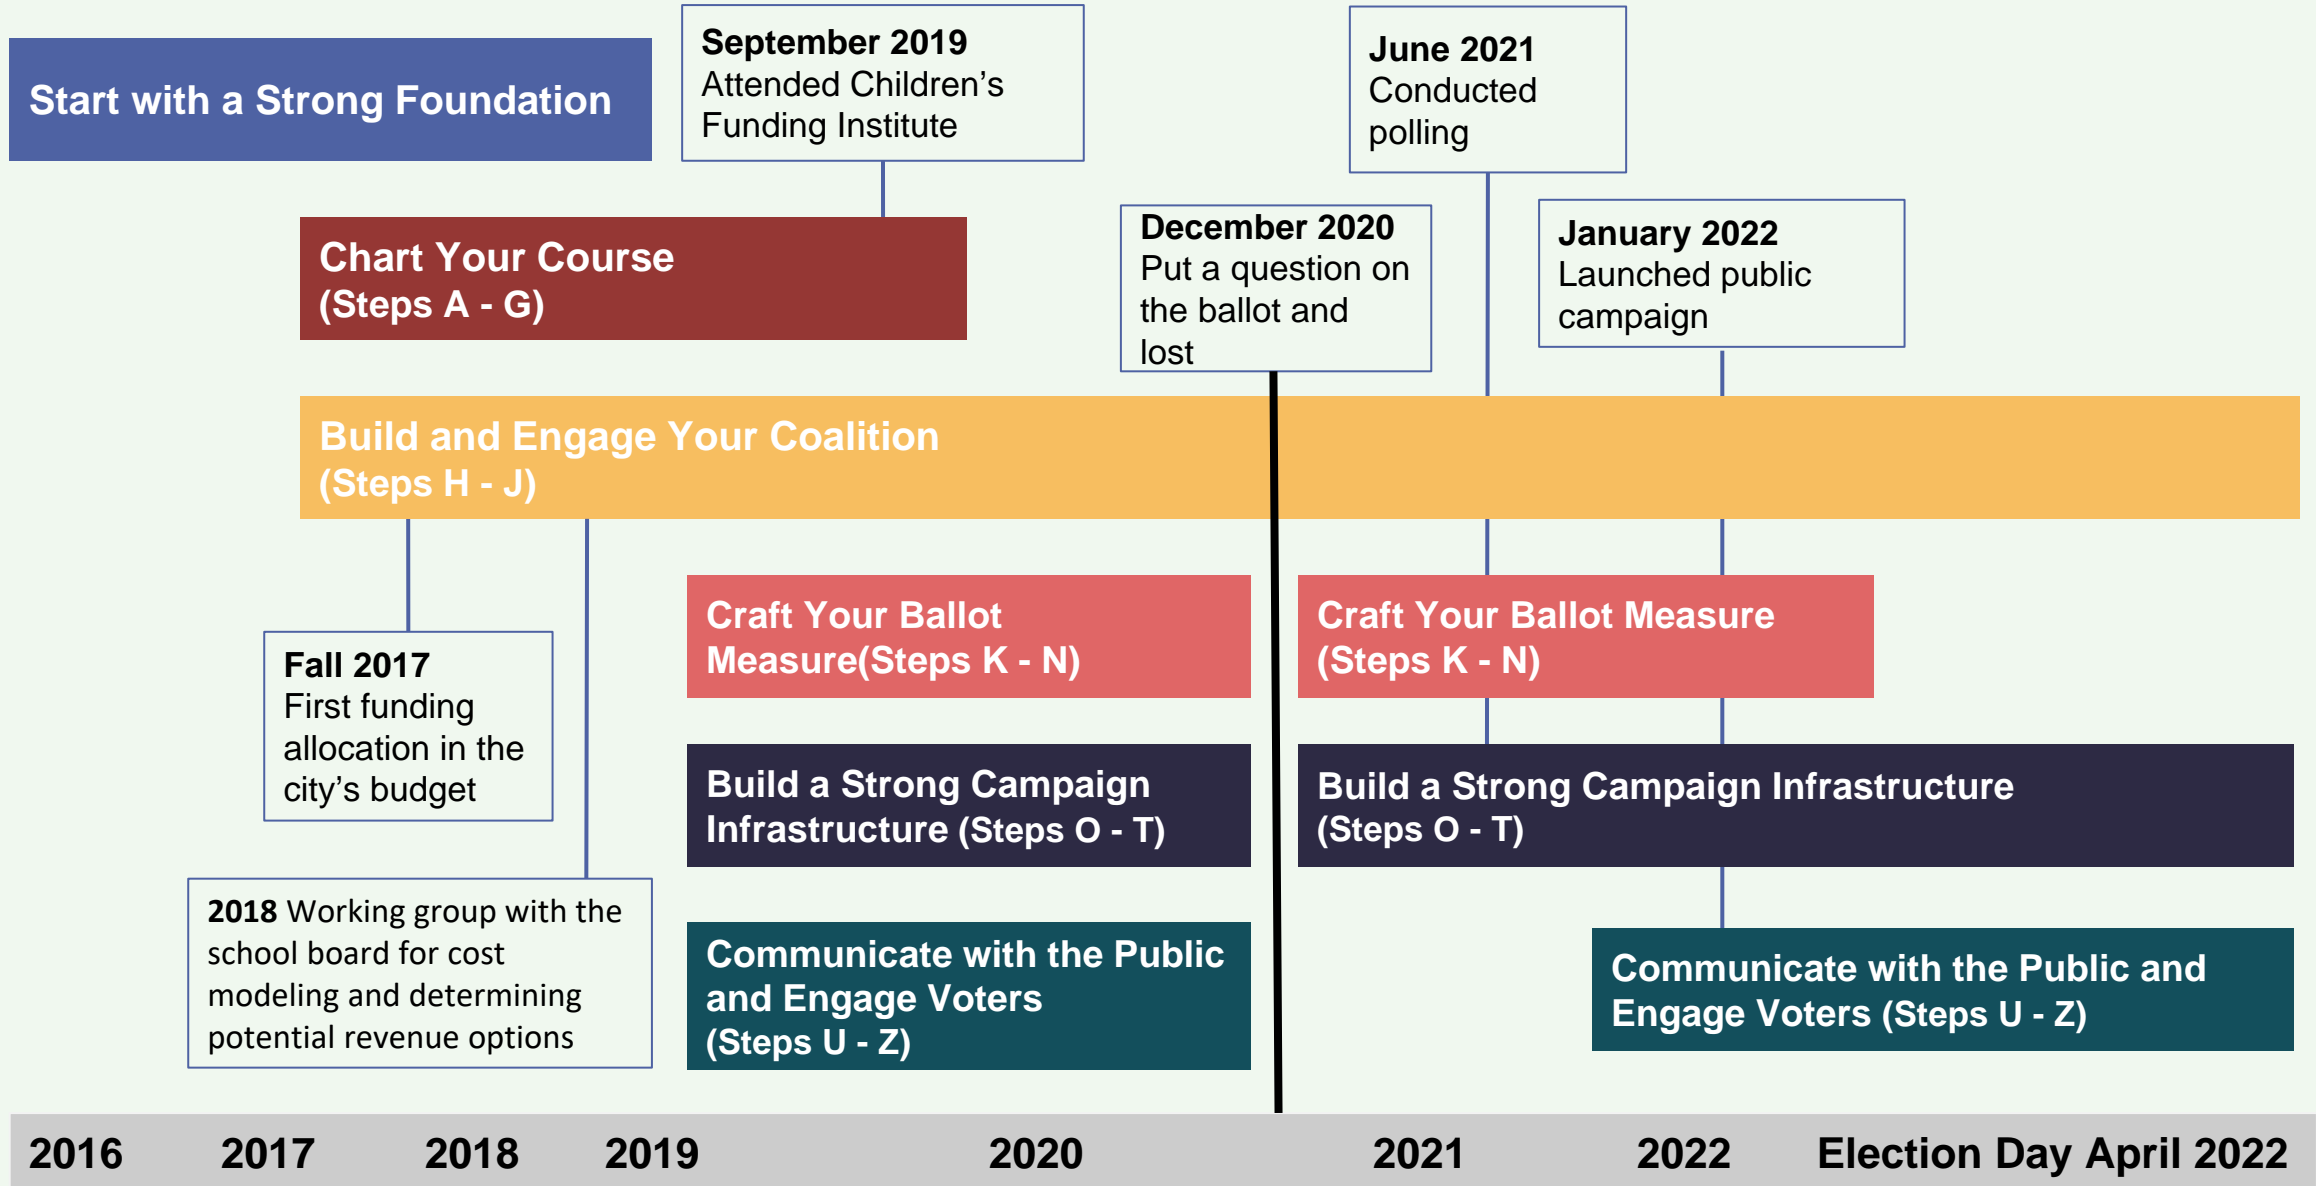 Start with a Strong Foundation
September 2019
Attended Children's
Funding Institute
June 2021
Conducted
polling
Chart Your Course
(Steps A - G)
December 2020
Put a question on
the ballot and
lost
January 2022
Launched public
campaign
Build and Engage Your Coalition
(Steps H - J)
Fall 2017
First funding
allocation in the
city's budget
2018 Working group with the
school board for cost
modeling and determining
potential revenue options
Craft Your Ballot
Measure(Steps K - N)
Craft Your Ballot Measure
(Steps K - N)
Build a Strong Campaign
Infrastructure (Steps O - T)
Build a Strong Campaign Infrastructure
(Steps O - T)
Communicate with the Public
and Engage Voters
(Steps U - Z)
Communicate with the Public and
Engage Voters (Steps U - Z)
2016 2017 2018 2019 2020 2021 2022 Election Day April 2022